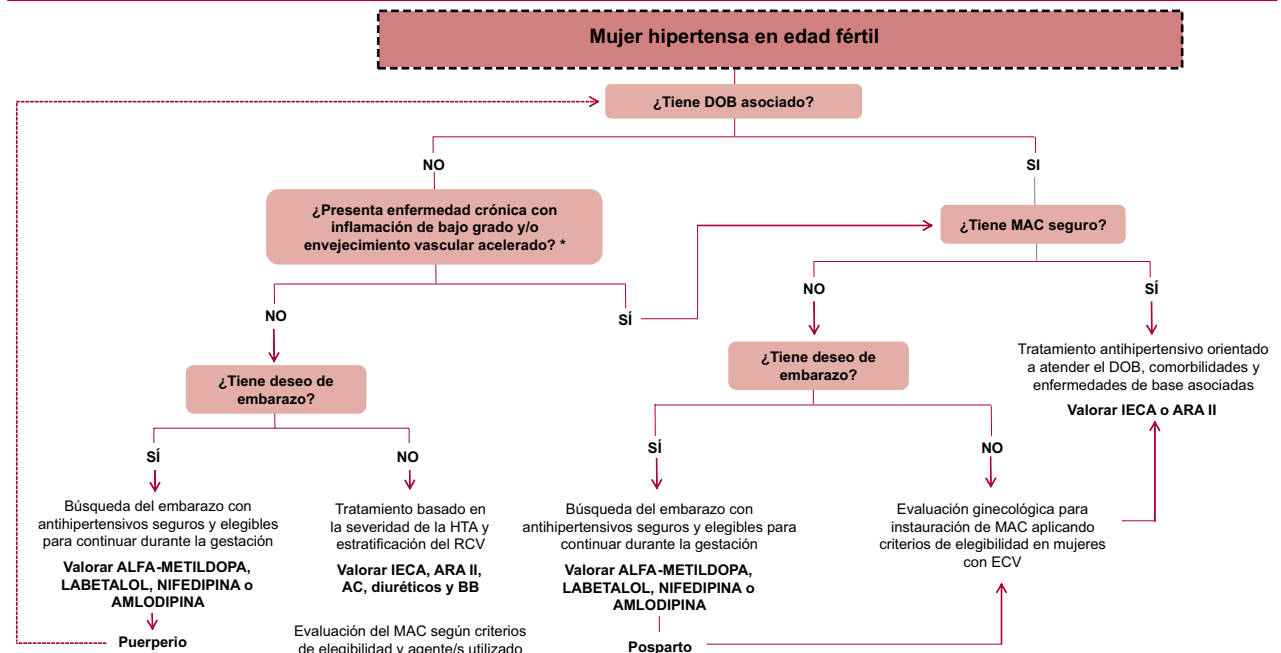 Mujer hipertensa en edad fértil
¿Tiene DOB asociado?
NO
SI
¿Presenta enfermedad crónica con
inflamación de bajo grado y/o
envejecimiento vascular acelerado? *
¿Tiene MAC seguro?
NO
SÍ
NO
SÍ
¿Tiene deseo de
embarazo?
¿Tiene deseo de
embarazo?
Tratamiento antihipertensivo orientado
a atender el DOB, comorbilidades y
enfermedades de base asociadas
Valorar IECA o ARA II
SÍ
NO
SÍ
NO
Búsqueda del embarazo con
antihipertensivos seguros y elegibles
para continuar durante la gestación
Valorar ALFA-METILDOPA,
LABETALOL, NIFEDIPINA o
AMLODIPINA
Puerperio
Tratamiento basado en
la severidad de la HTA y
estratificación del RCV
Valorar IECA, ARA II,
AC, diuréticos y BB
Evaluación del MAC según criterios
de elegibilidad y agente/s utilizado
Búsqueda del embarazo con
antihipertensivos seguros y elegibles para
continuar durante la gestación
Valorar ALFA-METILDOPA,
LABETALOL, NIFEDIPINA o
AMLODIPINA
Posparto
Evaluación ginecológica para
instauración de MAC aplicando
criterios de elegibilidad en mujeres
con ECV